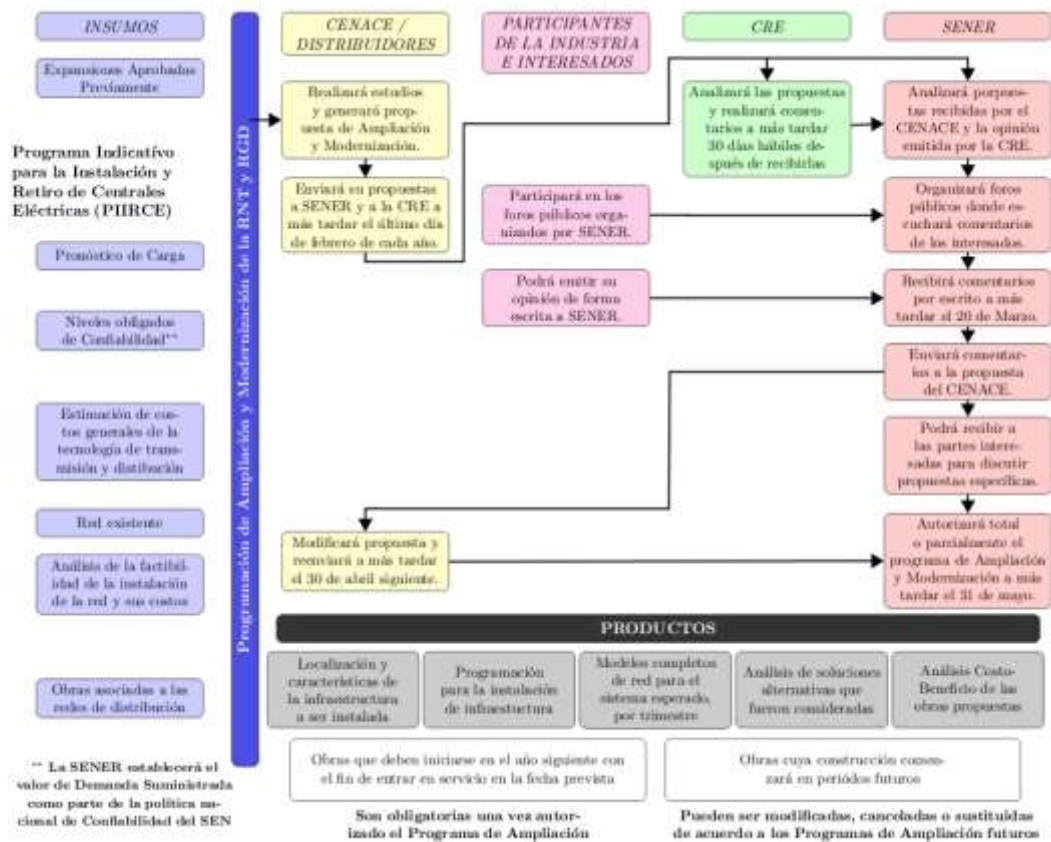 INSUMOS
Expansiones Aprobadas
Previamente
Programa Indicatívo
para la Instalación y
Retiro de Centrales
Eléctricas (PIIRCE)
Pronóstico de Carga
Niveles obligados
de Confiabilidad**
Estimación de cos-
tos generales de la
tecnología de trans-
misión y distibución
Red existente
Análisis de la factibil-
idad de la instalación
de la red y sus costos
Obras asociadas a las
redes de distribución
** La SENER establecerá el
valor de Demanda Suministrada
como parte de la política na-
cional de Confiabilidad del SEN
Programación de Ampliación y Modernización de la RNT y RGD
CENACE /
DISTRIBUIDORES
Realizará estudios
y generará prop-
uesta de Ampliación
y Modernización.
Enviará su propuestas
a SENER y a la CRE a
más tardar el último día
de febrero de cada año.
Modificará propuesta y
reenviará a más tardar
el 30 de abril siguiente.
PARTICIPANTES
DE LA INDUSTRIA
E INTERESADOS
Participará en los
foros públicos orga-
nizados por SENER.
Podrá emitir su
opinión de forma
escrita a SENER.
CRE
Analizará las propuestas
y realizará comen-
tarios a más tardar
30 días hábiles de-
spués de recibirlas
SENER
Analizará porpues-
tas recibidas por el
CENACE y la opinión
emitida por la CRE.
Organizará foros
públicos donde es-
cuchará comentarios
de los interesados.
Recibirá comentarios
por escrito a más
tardar el 20 de Marzo.
Enviará comentar-
ios a la propuesta
del CENACE.
Podrá recibir a
las partes intere-
sadas para discutir
propuestas específicas.
Autorizará total
o parcialmente el
programa de Ampliación
y Modernización a más
tardar el 31 de mayo.
PRODUCTOS
Localización y
características de
la infraestructura
a ser instalada
Programación
para la instalación
de infraestuctura
Modelos completos
de red para el
sistema esperado,
por trimestre
Análisis de soluciones
alternativas que
fueron consideradas
Análisis Costo-
Beneficio de las
obras propuestas
Obras que deben iniciarse en el año siguiente con
el fin de entrar en servicio en la fecha prevista
Obras cuya construcción comen-
zará en periódos futuros
Son obligatorias una vez autor-
izado el Programa de Ampliación
Pueden ser modificadas, canceladas o sustituidas
de acuerdo a los Programas de Ampliación futuros